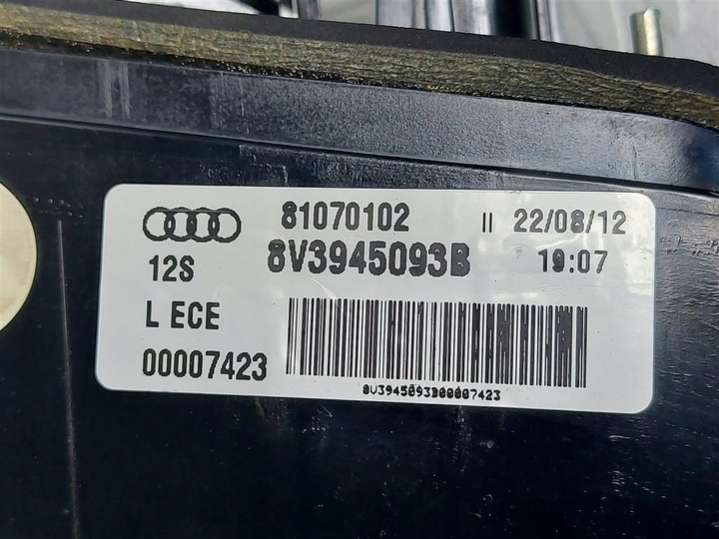 81070102 II 22/08/12
12S 8V3945093B 19:07
L ECE
00007423
8V3945093B00007423